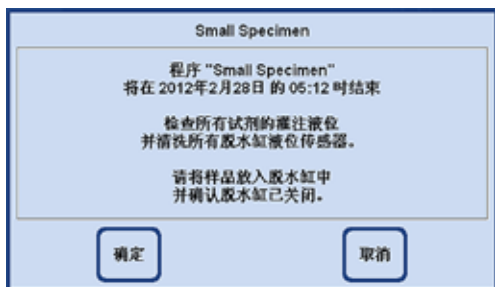 Small Specimen
程序 "Small Specimen"
将在 2012年2月28日 的 05:12 时结束
检查所有试剂的灌注液位
并清洗所有脱水缸液位传感器。
请将样品放入脱水缸中
并确认脱水缸已关闭。
确定
取消